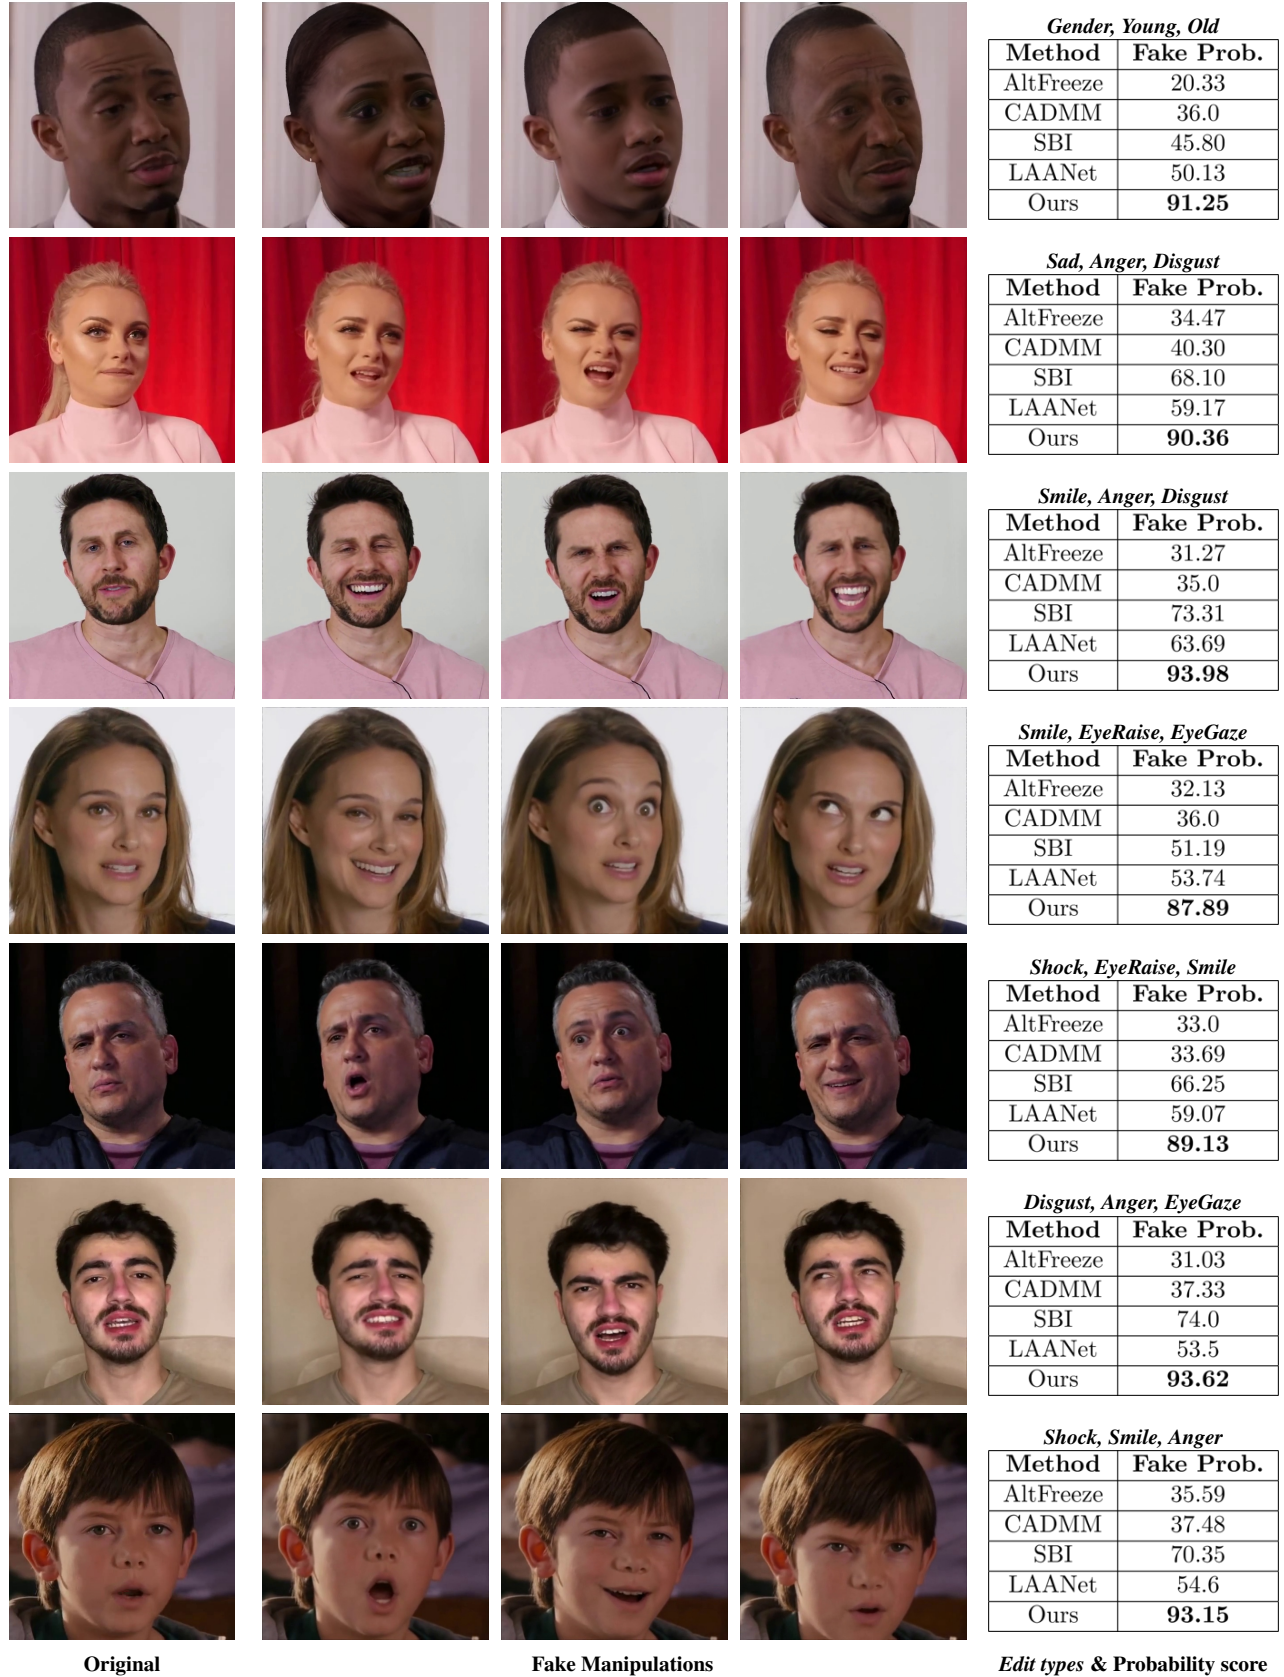 Gender, Young, Old
Method Fake Prob.
AltFreeze 20.33
CADMM 36.0
SBI 45.80
LAANet 50.13
Ours 91.25
Sad, Anger, Disgust
Method Fake Prob.
AltFreeze 34.47
CADMM 40.30
SBI 68.10
LAANet 59.17
Ours 90.36
Smile, Anger, Disgust
Method Fake Prob.
AltFreeze 31.27
CADMM 35.0
SBI 73.31
LAANet 63.69
Ours 93.98
Smile, EyeRaise, EyeGaze
Method Fake Prob.
AltFreeze 32.13
CADMM 36.0
SBI 51.19
LAANet 53.74
Ours 87.89
Shock, EyeRaise, Smile
Method Fake Prob.
AltFreeze 33.0
CADMM 33.69
SBI 66.25
LAANet 59.07
Ours 89.13
Disgust, Anger, EyeGaze
Method Fake Prob.
AltFreeze 31.03
CADMM 37.33
SBI 74.0
LAANet 53.5
Ours 93.62
Shock, Smile, Anger
Method Fake Prob.
AltFreeze 35.59
CADMM 37.48
SBI 70.35
LAANet 54.6
Ours 93.15
Original Fake Manipulations Edit types & Probability score